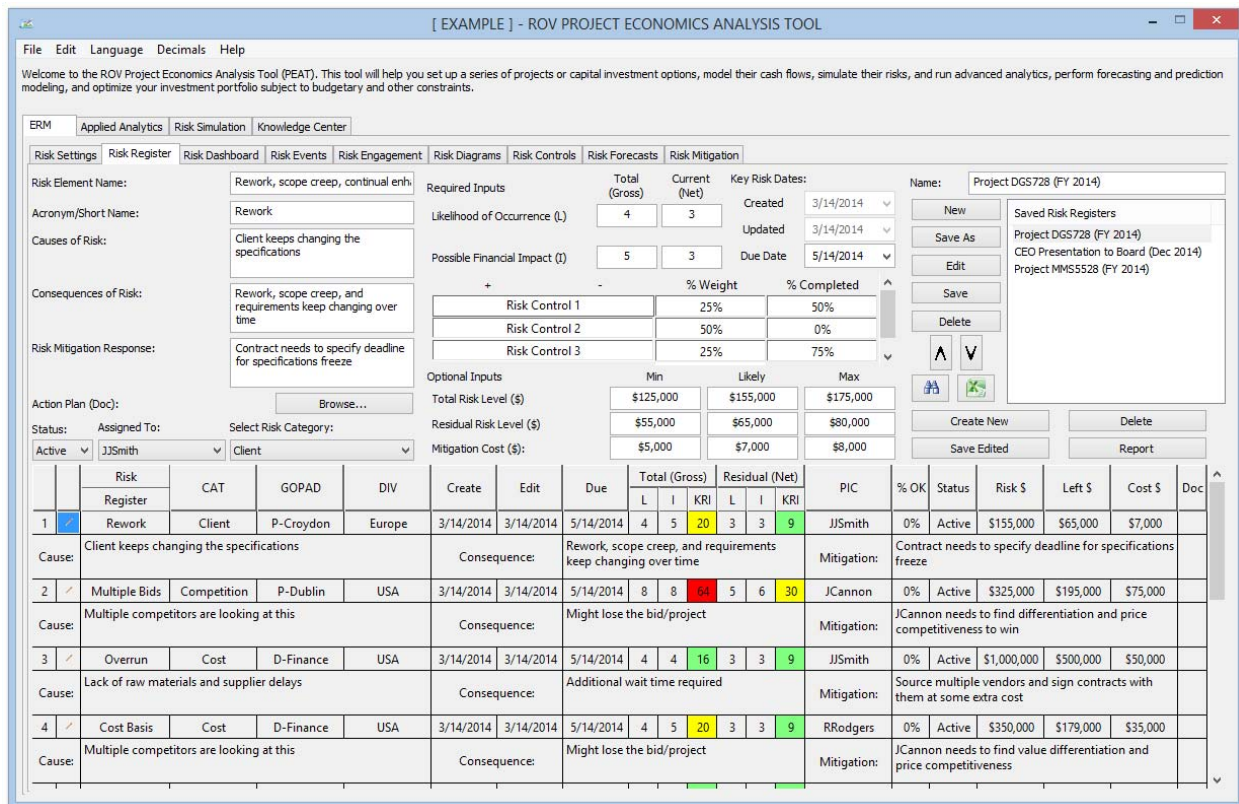 [ EXAMPLE ] - ROV PROJECT ECONOMICS ANALYSIS TOOL
File Edit Language Decimals Help
Welcome to the ROV Project Economics Analysis Tool (PEAT). This tool will help you set up a series of projects or capital investment options, model their cash flows, simulate their risks, and run advanced analytics, perform forecasting and prediction
modeling, and optimize your investment portfolio subject to budgetary and other constraints.
ERM Applied Analytics Risk Simulation Knowledge Center
Risk Settings Risk Register Risk Dashboard Risk Events Risk Engagement Risk Diagrams Risk Controls Risk Forecasts Risk Mitigation
Risk Element Name: Rework, scope creep, continual enh
Acronym/Short Name: Rework
Causes of Risk: Client keeps changing the
specifications
Consequences of Risk: Rework, scope creep, and
requirements keep changing over
time
Risk Mitigation Response: Contract needs to specify deadline
for specifications freeze
Action Plan (Doc): Browse...
Status: Assigned To: Select Risk Category:
Active JJSmith Client
Required Inputs Total (Gross) Current (Net)
Likelihood of Occurrence (L) 4 3
Possible Financial Impact (I) 5 3
Key Risk Dates:
Created 3/14/2014
Updated 3/14/2014
Due Date 5/14/2014
+ - % Weight % Completed
Risk Control 1 25% 50%
Risk Control 2 50% 0%
Risk Control 3 25% 75%
Optional Inputs Min Likely Max
Total Risk Level ($) $125,000 $155,000 $175,000
Residual Risk Level ($) $55,000 $65,000 $80,000
Mitigation Cost ($): $5,000 $7,000 $8,000
Name: Project DGS728 (FY 2014)
New
Save As
Edit
Save
Delete
Saved Risk Registers
Project DGS728 (FY 2014)
CEO Presentation to Board (Dec 2014)
Project MMS5528 (FY 2014)
Create New Delete
Save Edited Report
Risk Register CAT GOPAD DIV Create Edit Due Total (Gross) Residual (Net) PIC % OK Status Risk $ Left $ Cost $ Doc
L I KRI L I KRI
1 Rework Client P-Croydon Europe 3/14/2014 3/14/2014 5/14/2014 4 5 20 3 3 9 JJSmith 0% Active $155,000 $65,000 $7,000
Cause: Client keeps changing the specifications Consequence: Rework, scope creep, and requirements
keep changing over time Mitigation: Contract needs to specify deadline for specifications
freeze
2 Multiple Bids Competition P-Dublin USA 3/14/2014 3/14/2014 5/14/2014 8 8 64 5 6 30 JCannon 0% Active $325,000 $195,000 $75,000
Cause: Multiple competitors are looking at this Consequence: Might lose the bid/project Mitigation: JCannon needs to find differentiation and price
competitiveness to win
3 Overrun Cost D-Finance USA 3/14/2014 3/14/2014 5/14/2014 4 4 16 3 3 9 JJSmith 0% Active $1,000,000 $500,000 $50,000
Cause: Lack of raw materials and supplier delays Consequence: Additional wait time required Mitigation: Source multiple vendors and sign contracts with
them at some extra cost
4 Cost Basis Cost D-Finance USA 3/14/2014 3/14/2014 5/14/2014 4 5 20 3 3 9 RRodgers 0% Active $350,000 $179,000 $35,000
Cause: Multiple competitors are looking at this Consequence: Might lose the bid/project Mitigation: JCannon needs to find value differentiation and
price competitiveness